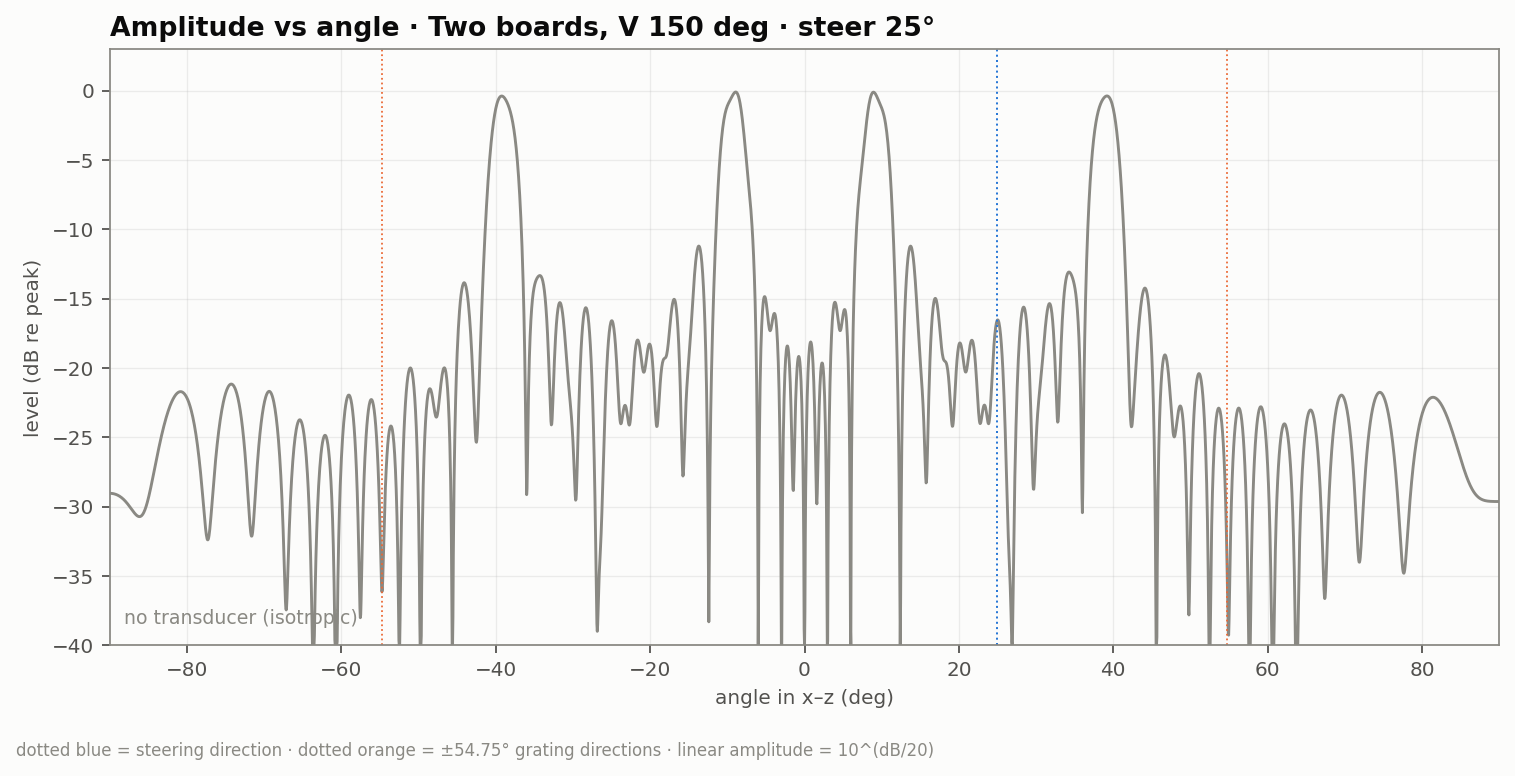 Amplitude vs angle · Two boards, V 150 deg · steer 25°
level (dB re peak)
0
−5
−10
−15
−20
−25
−30
−35
−40
no transducer (isotropic)
−80 −60 −40 −20 0 20 40 60 80
angle in x–z (deg)
dotted blue = steering direction · dotted orange = ±54.75° grating directions · linear amplitude = 10^(dB/20)